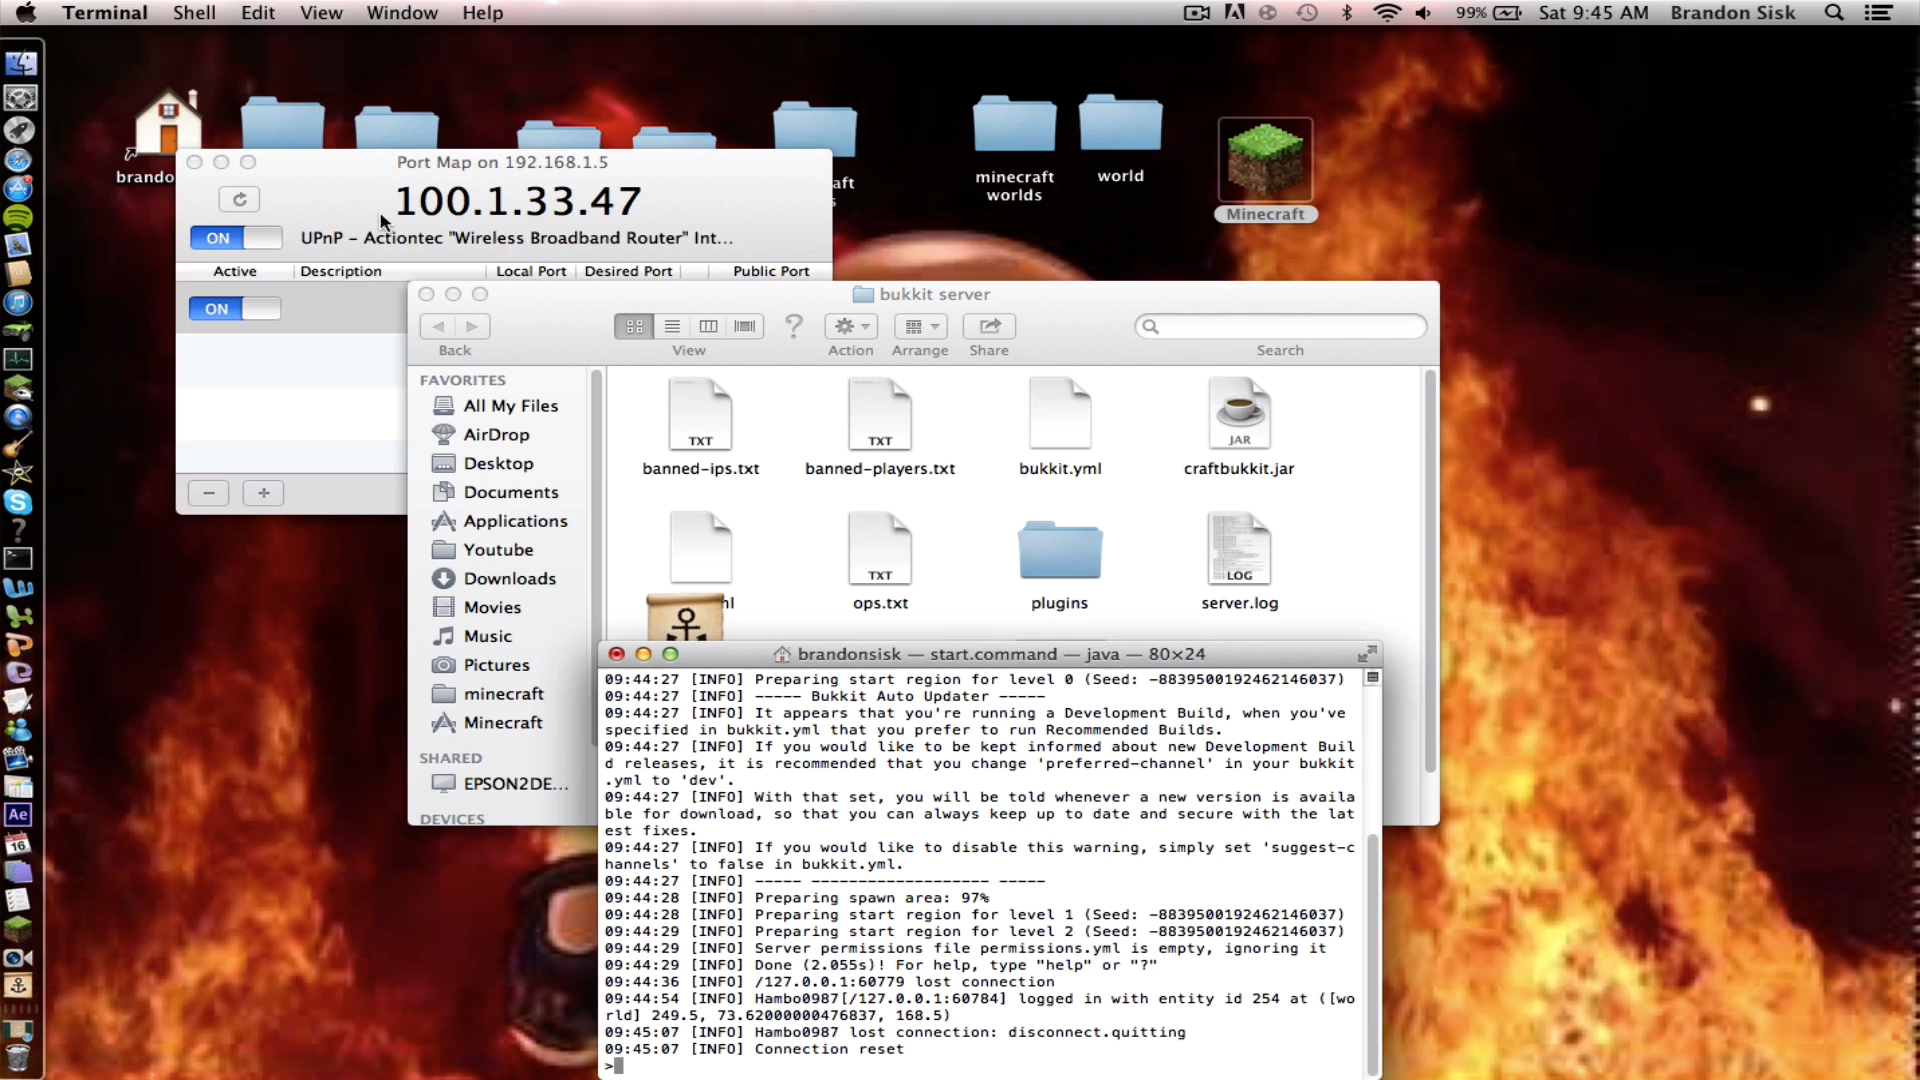 Terminal Shell Edit View Window Help
99% Sat 9:45 AM Brandon Sisk
brando
aft
s
minecraft
worlds
world
Minecraft
Port Map on 192.168.1.5
100.1.33.47
ON UPnP – Actiontec "Wireless Broadband Router" Int...
Active Description Local Port Desired Port Public Port
ON
− +
bukkit server
Back View Action Arrange Share Search
FAVORITES
All My Files
AirDrop
Desktop
Documents
Applications
Youtube
Downloads
Movies
Music
Pictures
minecraft
Minecraft
SHARED
EPSON2DE...
DEVICES
TXT TXT JAR
banned-ips.txt banned-players.txt bukkit.yml craftbukkit.jar
TXT LOG
nl ops.txt plugins server.log
brandonsisk — start.command — java — 80×24
09:44:27 [INFO] Preparing start region for level 0 (Seed: -8839500192462146037)
09:44:27 [INFO] ----- Bukkit Auto Updater -----
09:44:27 [INFO] It appears that you're running a Development Build, when you've
specified in bukkit.yml that you prefer to run Recommended Builds.
09:44:27 [INFO] If you would like to be kept informed about new Development Buil
d releases, it is recommended that you change 'preferred-channel' in your bukkit
.yml to 'dev'.
09:44:27 [INFO] With that set, you will be told whenever a new version is availa
ble for download, so that you can always keep up to date and secure with the lat
est fixes.
09:44:27 [INFO] If you would like to disable this warning, simply set 'suggest-c
hannels' to false in bukkit.yml.
09:44:27 [INFO] ----- ------------------- -----
09:44:28 [INFO] Preparing spawn area: 97%
09:44:28 [INFO] Preparing start region for level 1 (Seed: -8839500192462146037)
09:44:29 [INFO] Preparing start region for level 2 (Seed: -8839500192462146037)
09:44:29 [INFO] Server permissions file permissions.yml is empty, ignoring it
09:44:29 [INFO] Done (2.055s)! For help, type "help" or "?"
09:44:36 [INFO] /127.0.0.1:60779 lost connection
09:44:54 [INFO] Hambo0987[/127.0.0.1:60784] logged in with entity id 254 at ([wo
rld] 249.5, 73.62000000476837, 168.5)
09:45:07 [INFO] Hambo0987 lost connection: disconnect.quitting
09:45:07 [INFO] Connection reset
>
Ae
16